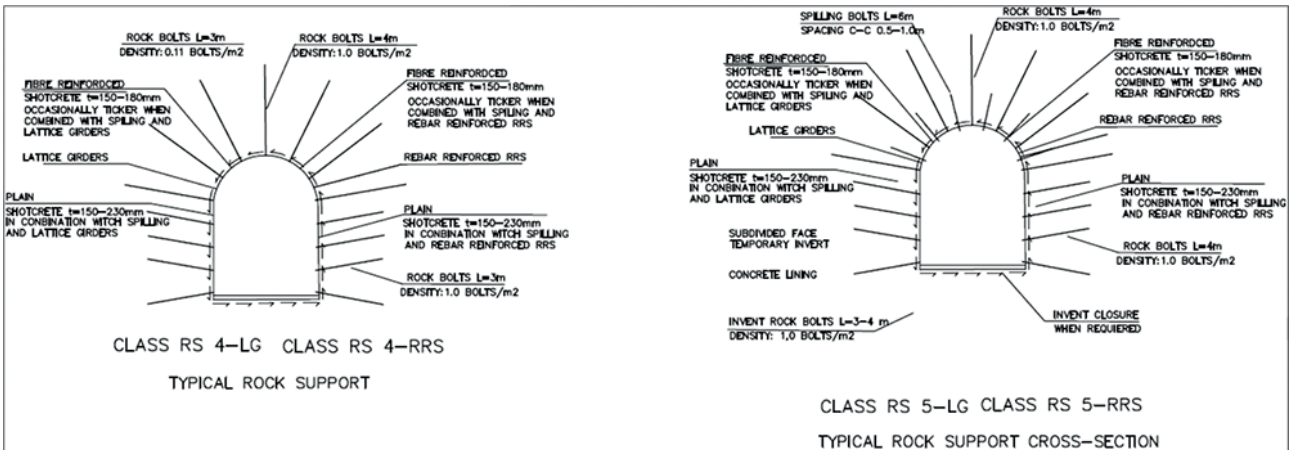 ROCK BOLTS L=3m
DENSITY: 0.11 BOLTS/m2
ROCK BOLTS L=4m
DENSITY: 1.0 BOLTS/m2
FIBRE REINFORDCED
SHOTCRETE t=150-180mm
OCCASIONALLY TICKER WHEN
COMBINED WITH SPILING AND
LATTICE GIRDERS
FIBRE REINFORDCED
SHOTCRETE t=150-180mm
OCCASIONALLY TICKER WHEN
COMBINED WITH SPILING AND
REBAR REINFORCED RRS
LATTICE GIRDERS
REBAR REINFORCED RRS
PLAIN
SHOTCRETE t=150-230mm
IN CONBINATION WITCH SPILLING
AND LATTICE GIRDERS
PLAIN
SHOTCRETE t=150-230mm
IN CONBINATION WITCH SPILLING
AND REBAR REINFORCED RRS
ROCK BOLTS L=3m
DENSITY: 1.0 BOLTS/m2
CLASS RS 4-LG CLASS RS 4-RRS
TYPICAL ROCK SUPPORT
SPILLING BOLTS L=6m
SPACING C-C 0.5-1.0m
ROCK BOLTS L=4m
DENSITY: 1.0 BOLTS/m2
FIBRE REINFORDCED
SHOTCRETE t=150-180mm
OCCASIONALLY TICKER WHEN
COMBINED WITH SPILING AND
LATTICE GIRDERS
FIBRE REINFORDCED
SHOTCRETE t=150-180mm
OCCASIONALLY TICKER WHEN
COMBINED WITH SPILING AND
REBAR REINFORCED RRS
LATTICE GIRDERS
REBAR REINFORCED RRS
PLAIN
SHOTCRETE t=150-230mm
IN CONBINATION WITCH SPILLING
AND LATTICE GIRDERS
PLAIN
SHOTCRETE t=150-230mm
IN CONBINATION WITCH SPILLING
AND REBAR REINFORCED RRS
SUBDIVIDED FACE
TEMPORARY INVERT
ROCK BOLTS L=4m
DENSITY: 1.0 BOLTS/m2
CONCRETE LINING
INVENT ROCK BOLTS L=3-4 m
DENSITY: 1,0 BOLTS/m2
INVENT CLOSURE
WHEN REQUIERED
CLASS RS 5-LG CLASS RS 5-RRS
TYPICAL ROCK SUPPORT CROSS-SECTION